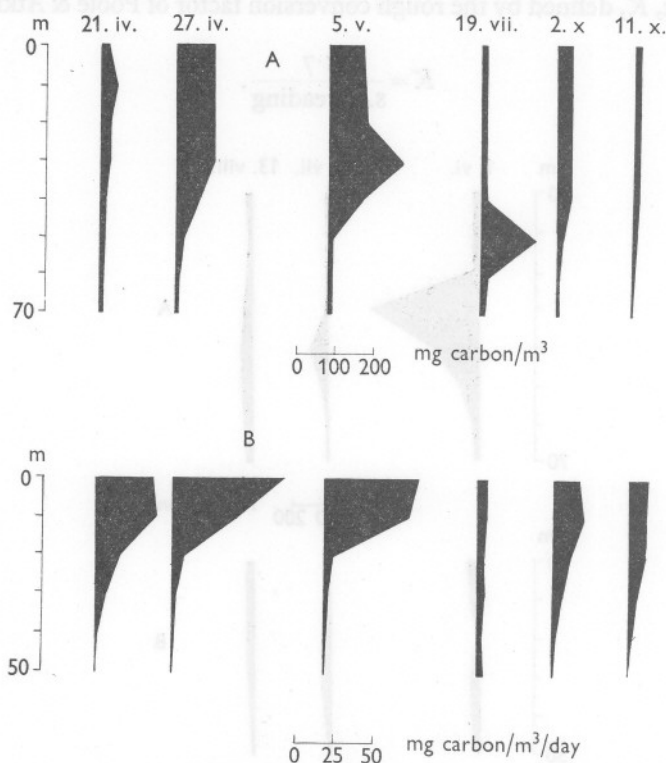 21. iv. 27. iv. 5. v. 19. vii. 2. x 11. x.
0
m
A
70
0 100 200 mg carbon/m³
B
m
0
50
0 25 50 mg carbon/m³/day